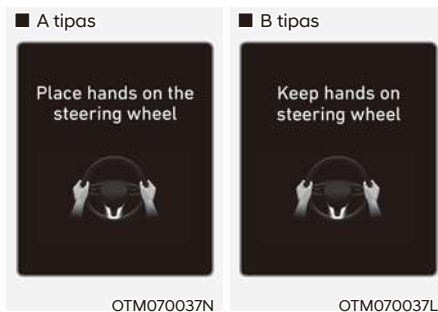 ■ A tipas
Place hands on the
steering wheel
OTM070037N
■ B tipas
Keep hands on
steering wheel
OTM070037L